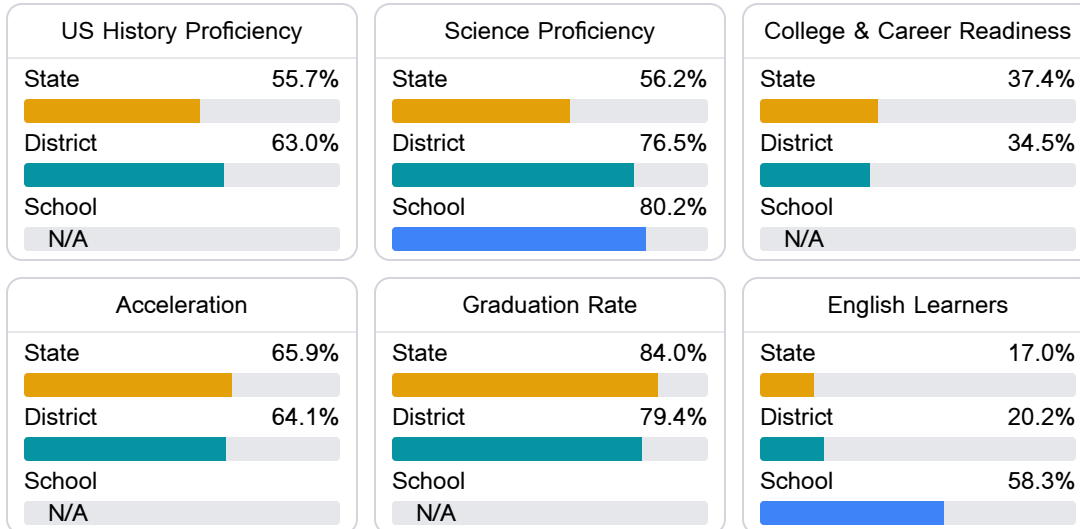 US History Proficiency
State 55.7%
District 63.0%
School
N/A
Science Proficiency
State 56.2%
District 76.5%
School 80.2%
College & Career Readiness
State 37.4%
District 34.5%
School
N/A
Acceleration
State 65.9%
District 64.1%
School
N/A
Graduation Rate
State 84.0%
District 79.4%
School
N/A
English Learners
State 17.0%
District 20.2%
School 58.3%